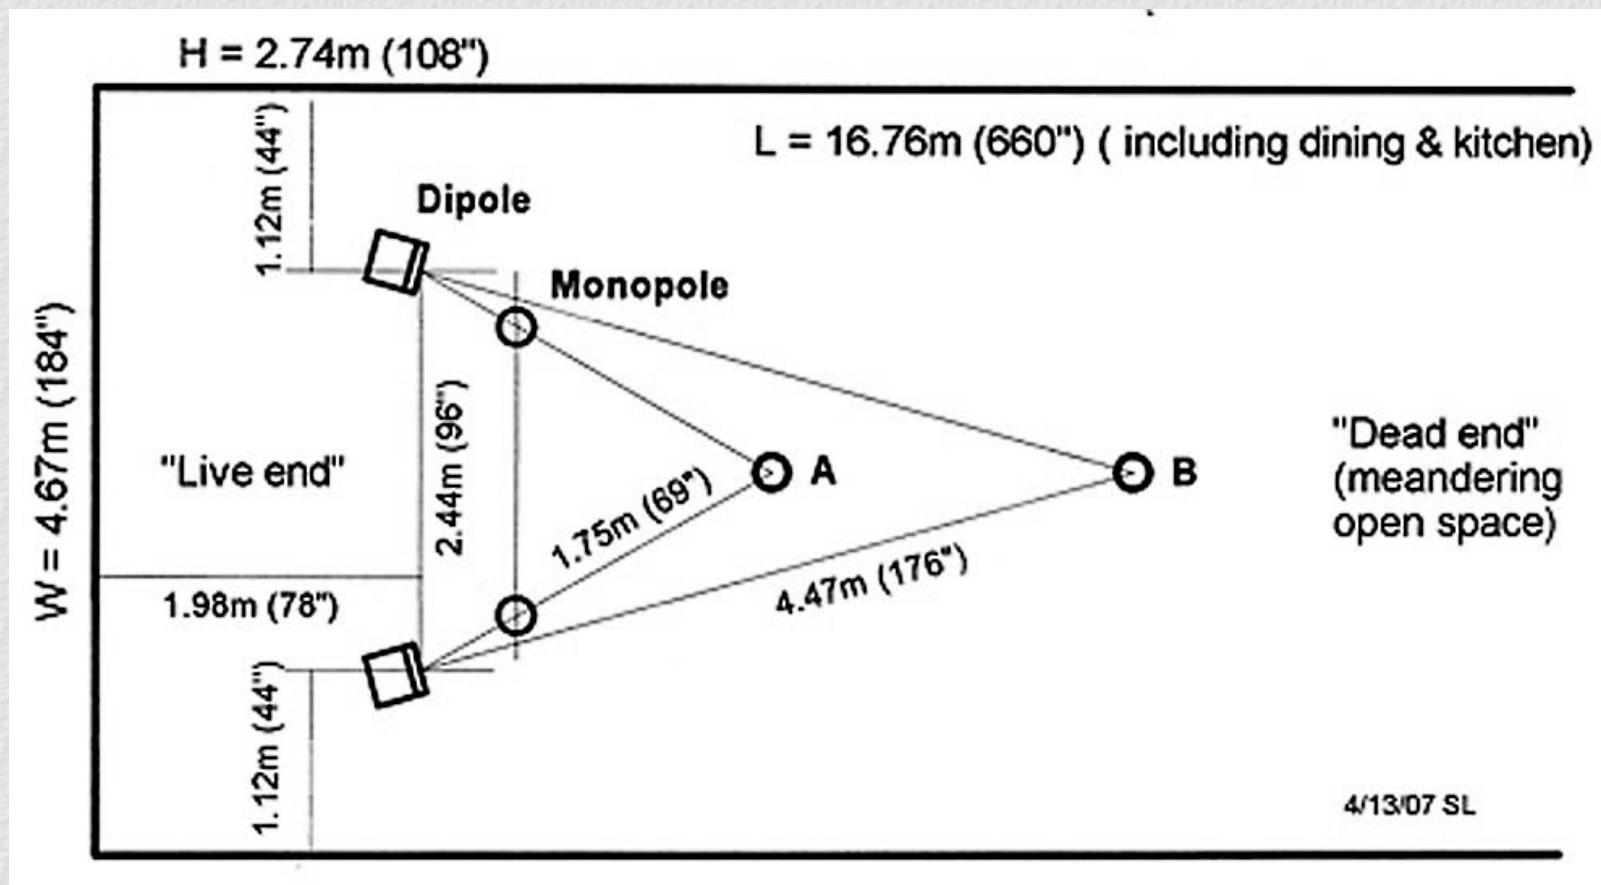 H = 2.74m (108")
L = 16.76m (660") ( including dining & kitchen)
1.12m (44")
Dipole
Monopole
W = 4.67m (184")
"Live end"
2.44m (96")
A
B
"Dead end"
(meandering
open space)
1.75m (69")
4.47m (176")
1.98m (78")
1.12m (44")
4/13/07 SL